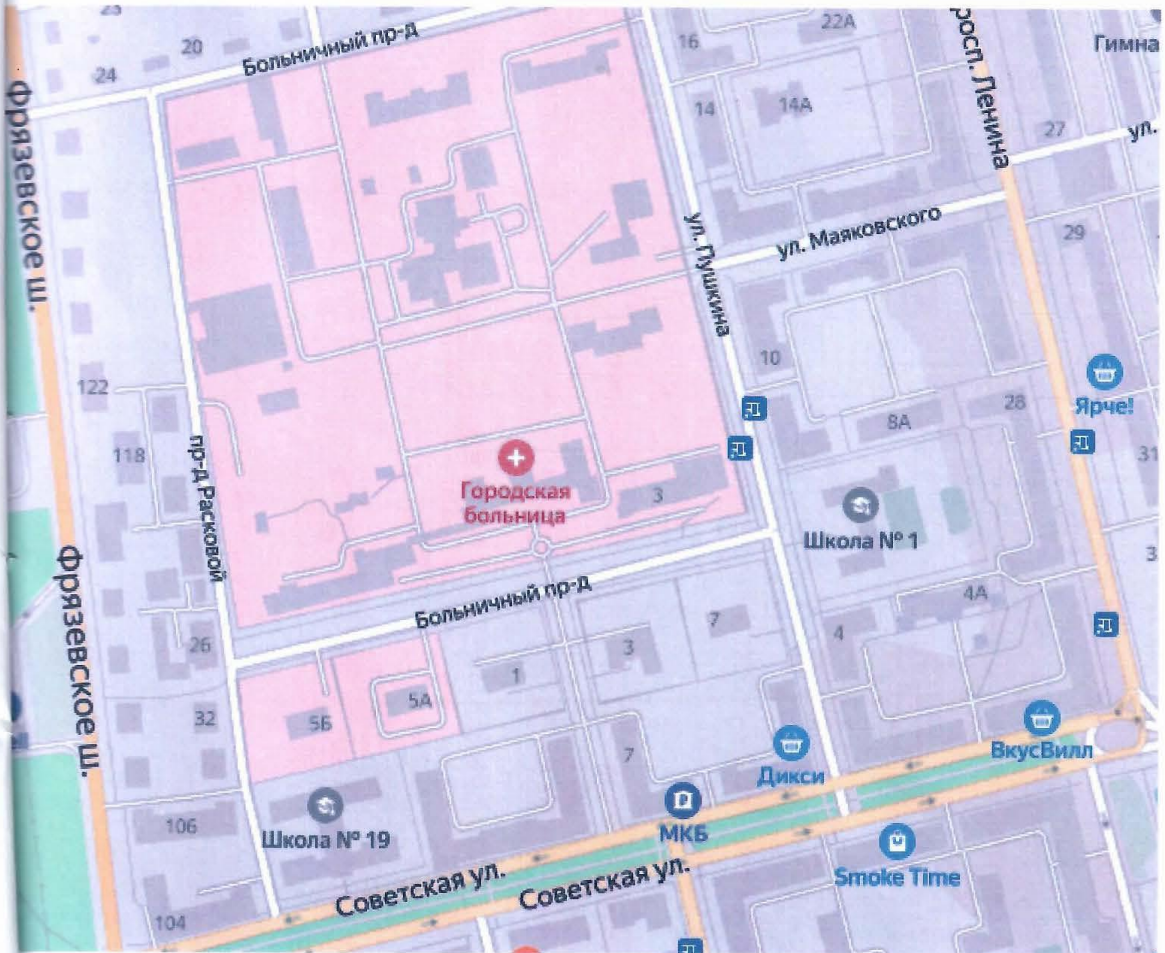 23
20
24
Больничный пр-д
16
22А
росп. Ленина
Гимна
14
14А
27
ул.
Фрязевское ш.
ул. Пушкина
ул. Маяковского
29
10
122
Ярче!
28
8А
118
пр-д Расковой
31
Городская
больница
3
Школа № 1
3
Фрязевское ш.
Больничный пр-д
4А
26
3
7
4
1
5А
5Б
32
7
ВкусВилл
Дикси
106
Школа № 19
МКБ
Советская ул.
Советская ул.
Smoke Time
104